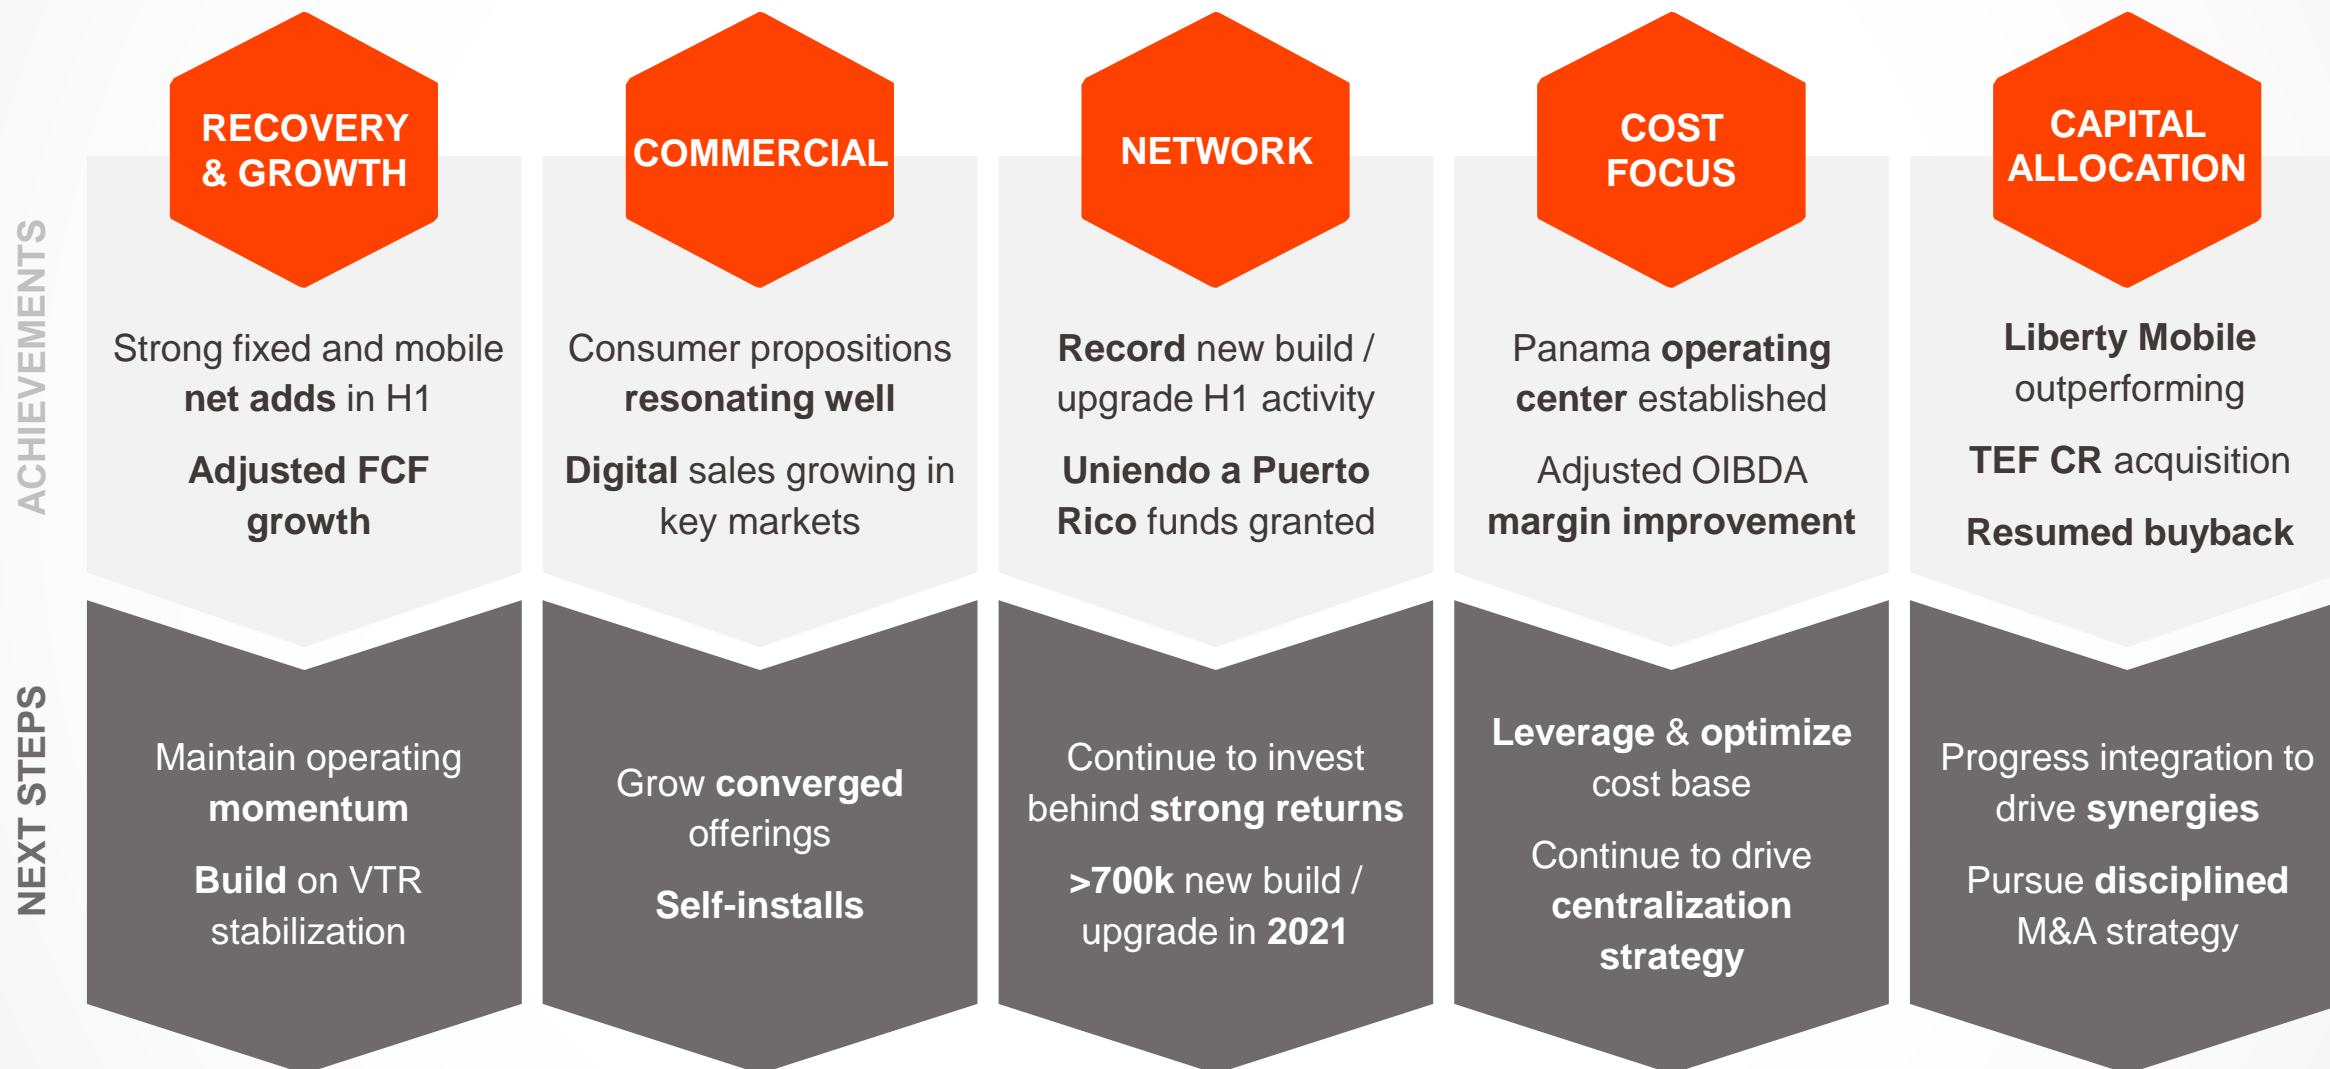 RECOVERY
& GROWTH
COMMERCIAL
NETWORK
COST
FOCUS
CAPITAL
ALLOCATION
ACHIEVEMENTS
Strong fixed and mobile
net adds in H1
Adjusted FCF
growth
Consumer propositions
resonating well
Digital sales growing in
key markets
Record new build /
upgrade H1 activity
Uniendo a Puerto
Rico funds granted
Panama operating
center established
Adjusted OIBDA
margin improvement
Liberty Mobile
outperforming
TEF CR acquisition
Resumed buyback
NEXT STEPS
Maintain operating
momentum
Build on VTR
stabilization
Grow converged
offerings
Self-installs
Continue to invest
behind strong returns
>700k new build /
upgrade in 2021
Leverage & optimize
cost base
Continue to drive
centralization
strategy
Progress integration to
drive synergies
Pursue disciplined
M&A strategy